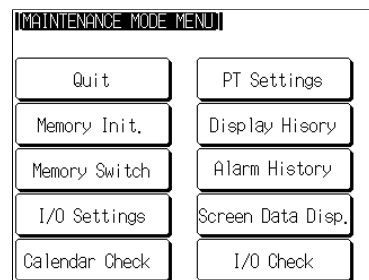 [MAINTENANCE MODE MENU]
Quit
PT Settings
Memory Init.
Display Hisory
Memory Switch
Alarm History
I/O Settings
Screen Data Disp.
Calendar Check
I/O Check